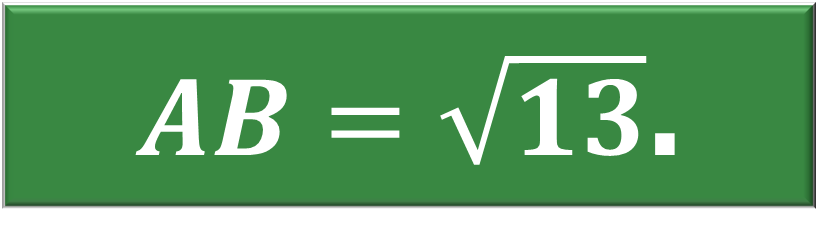 AB = √13.